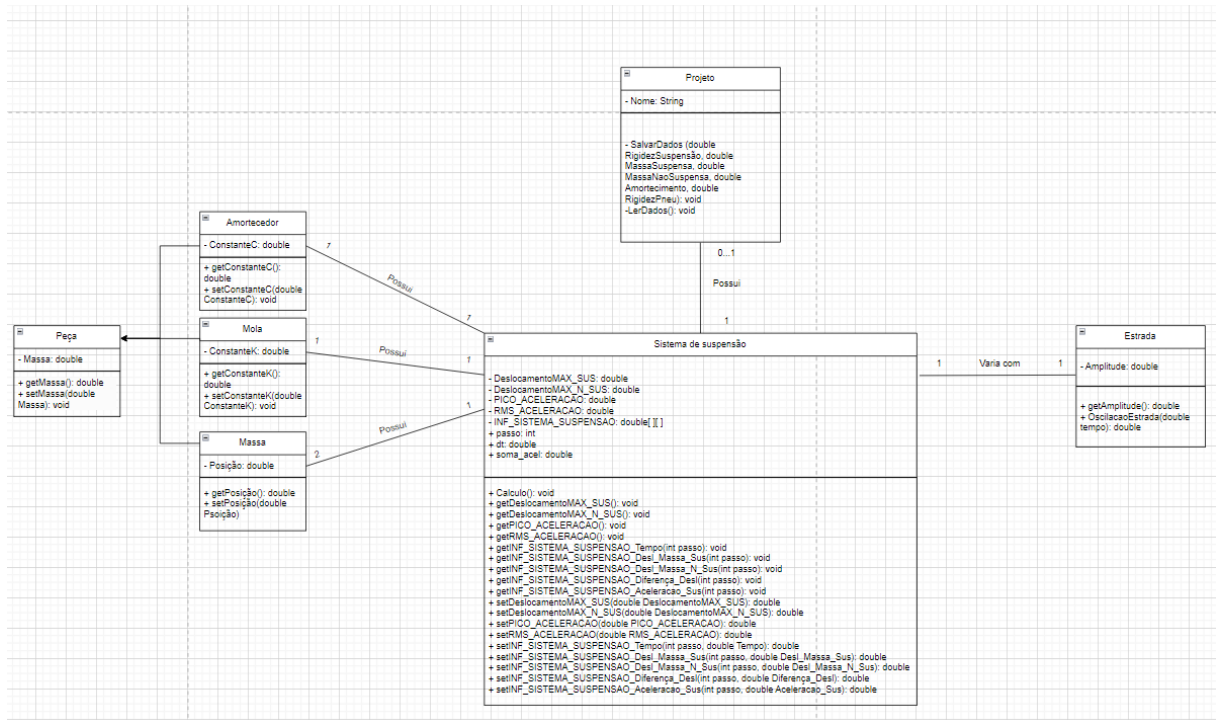 Projeto
- Nome: String
- SalvarDados (double
RigidezSuspensão, double
MassaSuspensa, double
MassaNaoSuspensa, double
Amortecimento, double
RigidezPneu): void
-LerDados(): void
0...1
Possui
1
Amortecedor
- ConstanteC: double
+ getConstanteC():
double
+ setConstanteC(double
ConstanteC): void
1
Possui
1
Mola
- ConstanteK: double
+ getConstanteK():
double
+ setConstanteK(double
ConstanteK): void
1
Possui
1
Massa
- Posição: double
+ getPosição(): double
+ setPosição(double
Psoição)
2
Possui
1
Peça
- Massa: double
+ getMassa(): double
+ setMassa(double
Massa): void
Sistema de suspensão
- DeslocamentoMAX_SUS: double
- DeslocamentoMAX_N_SUS: double
- PICO_ACELERACAO: double
- RMS_ACELERACAO: double
- INF_SISTEMA_SUSPENSAO: double[ ][ ]
+ passo: int
+ dt: double
+ soma_acel: double
+ Calculo(): void
+ getDeslocamentoMAX_SUS(): void
+ getDeslocamentoMAX_N_SUS(): void
+ getPICO_ACELERACAO(): void
+ getRMS_ACELERACAO(): void
+ getINF_SISTEMA_SUSPENSAO_Tempo(int passo): void
+ getINF_SISTEMA_SUSPENSAO_Desl_Massa_Sus(int passo): void
+ getINF_SISTEMA_SUSPENSAO_Desl_Massa_N_Sus(int passo): void
+ getINF_SISTEMA_SUSPENSAO_Diferença_Desl(int passo): void
+ getINF_SISTEMA_SUSPENSAO_Aceleracao_Sus(int passo): void
+ setDeslocamentoMAX_SUS(double DeslocamentoMAX_SUS): double
+ setDeslocamentoMAX_N_SUS(double DeslocamentoMAX_N_SUS): double
+ setPICO_ACELERACAO(double PICO_ACELERACAO): double
+ setRMS_ACELERACAO(double RMS_ACELERACAO): double
+ setINF_SISTEMA_SUSPENSAO_Tempo(int passo, double Tempo): double
+ setINF_SISTEMA_SUSPENSAO_Desl_Massa_Sus(int passo, double Desl_Massa_Sus): double
+ setINF_SISTEMA_SUSPENSAO_Desl_Massa_N_Sus(int passo, double Desl_Massa_N_Sus): double
+ setINF_SISTEMA_SUSPENSAO_Diferença_Desl(int passo, double Diferença_Desl): double
+ setINF_SISTEMA_SUSPENSAO_Aceleracao_Sus(int passo, double Aceleracao_Sus): double
1
Varia com
1
Estrada
- Amplitude: double
+ getAmplitude(): double
+ OscilacaoEstrada(double
tempo): double